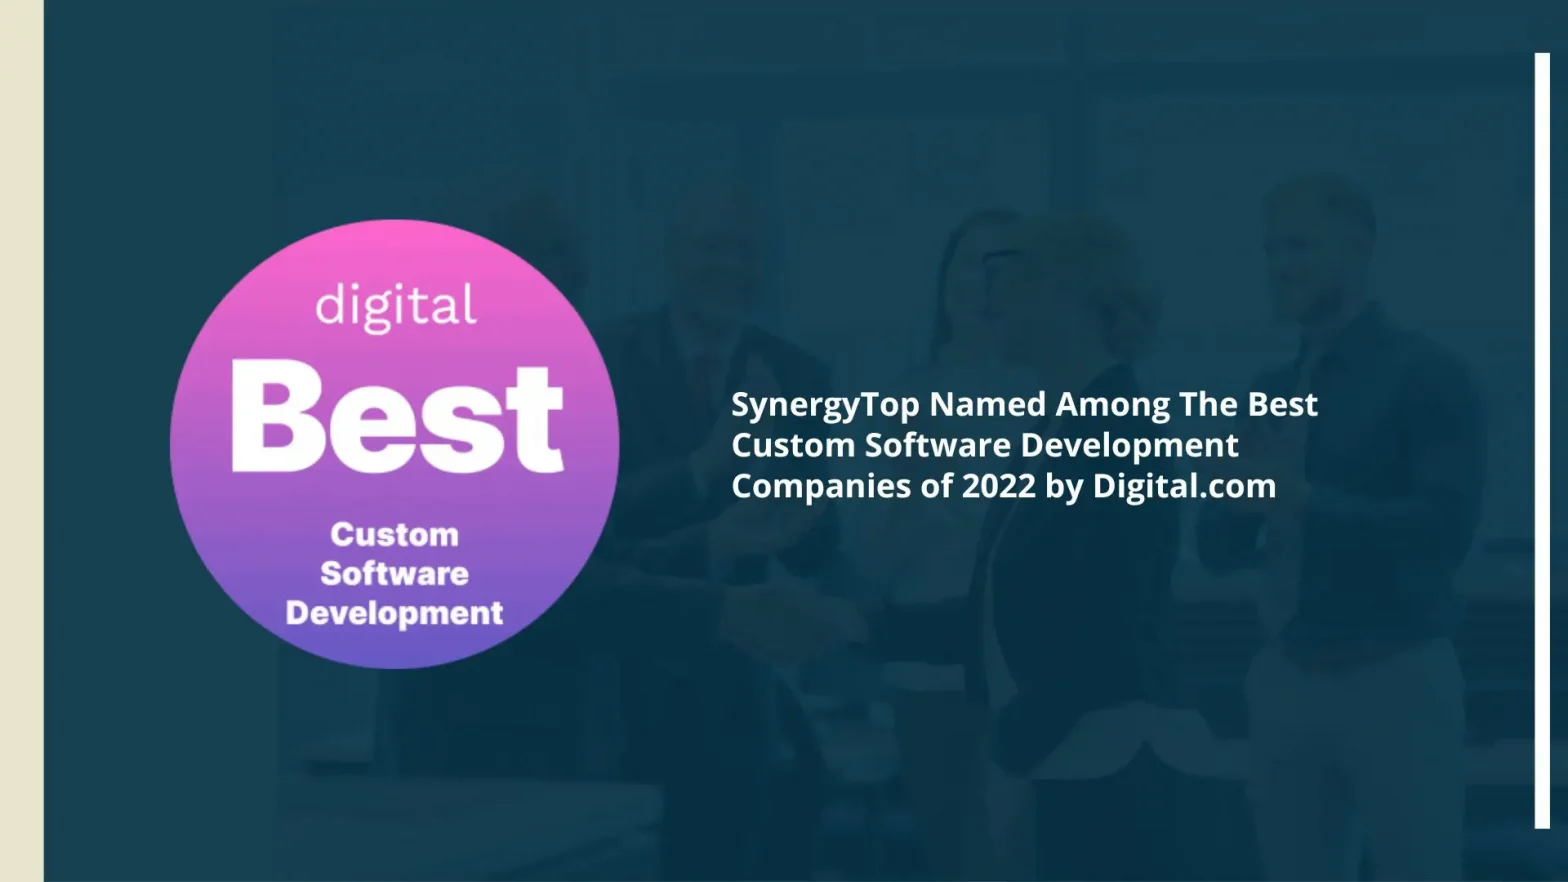 digital
Best
Custom
Software
Development
SynergyTop Named Among The Best
Custom Software Development
Companies of 2022 by Digital.com